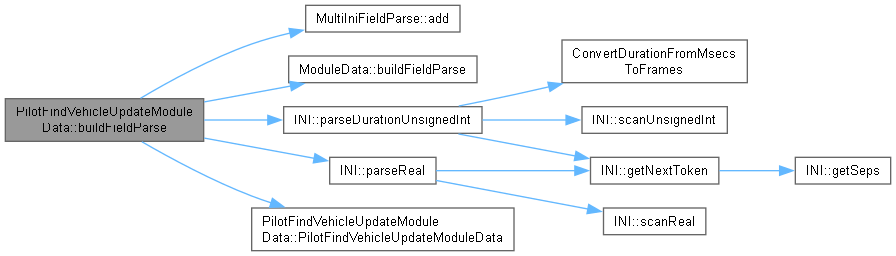 PilotFindVehicleUpdateModule
Data::buildFieldParse
MultiIniFieldParse::add
ModuleData::buildFieldParse
INI::parseDurationUnsignedInt
INI::parseReal
PilotFindVehicleUpdateModule
Data::PilotFindVehicleUpdateModuleData
ConvertDurationFromMsecs
ToFrames
INI::scanUnsignedInt
INI::getNextToken
INI::scanReal
INI::getSeps